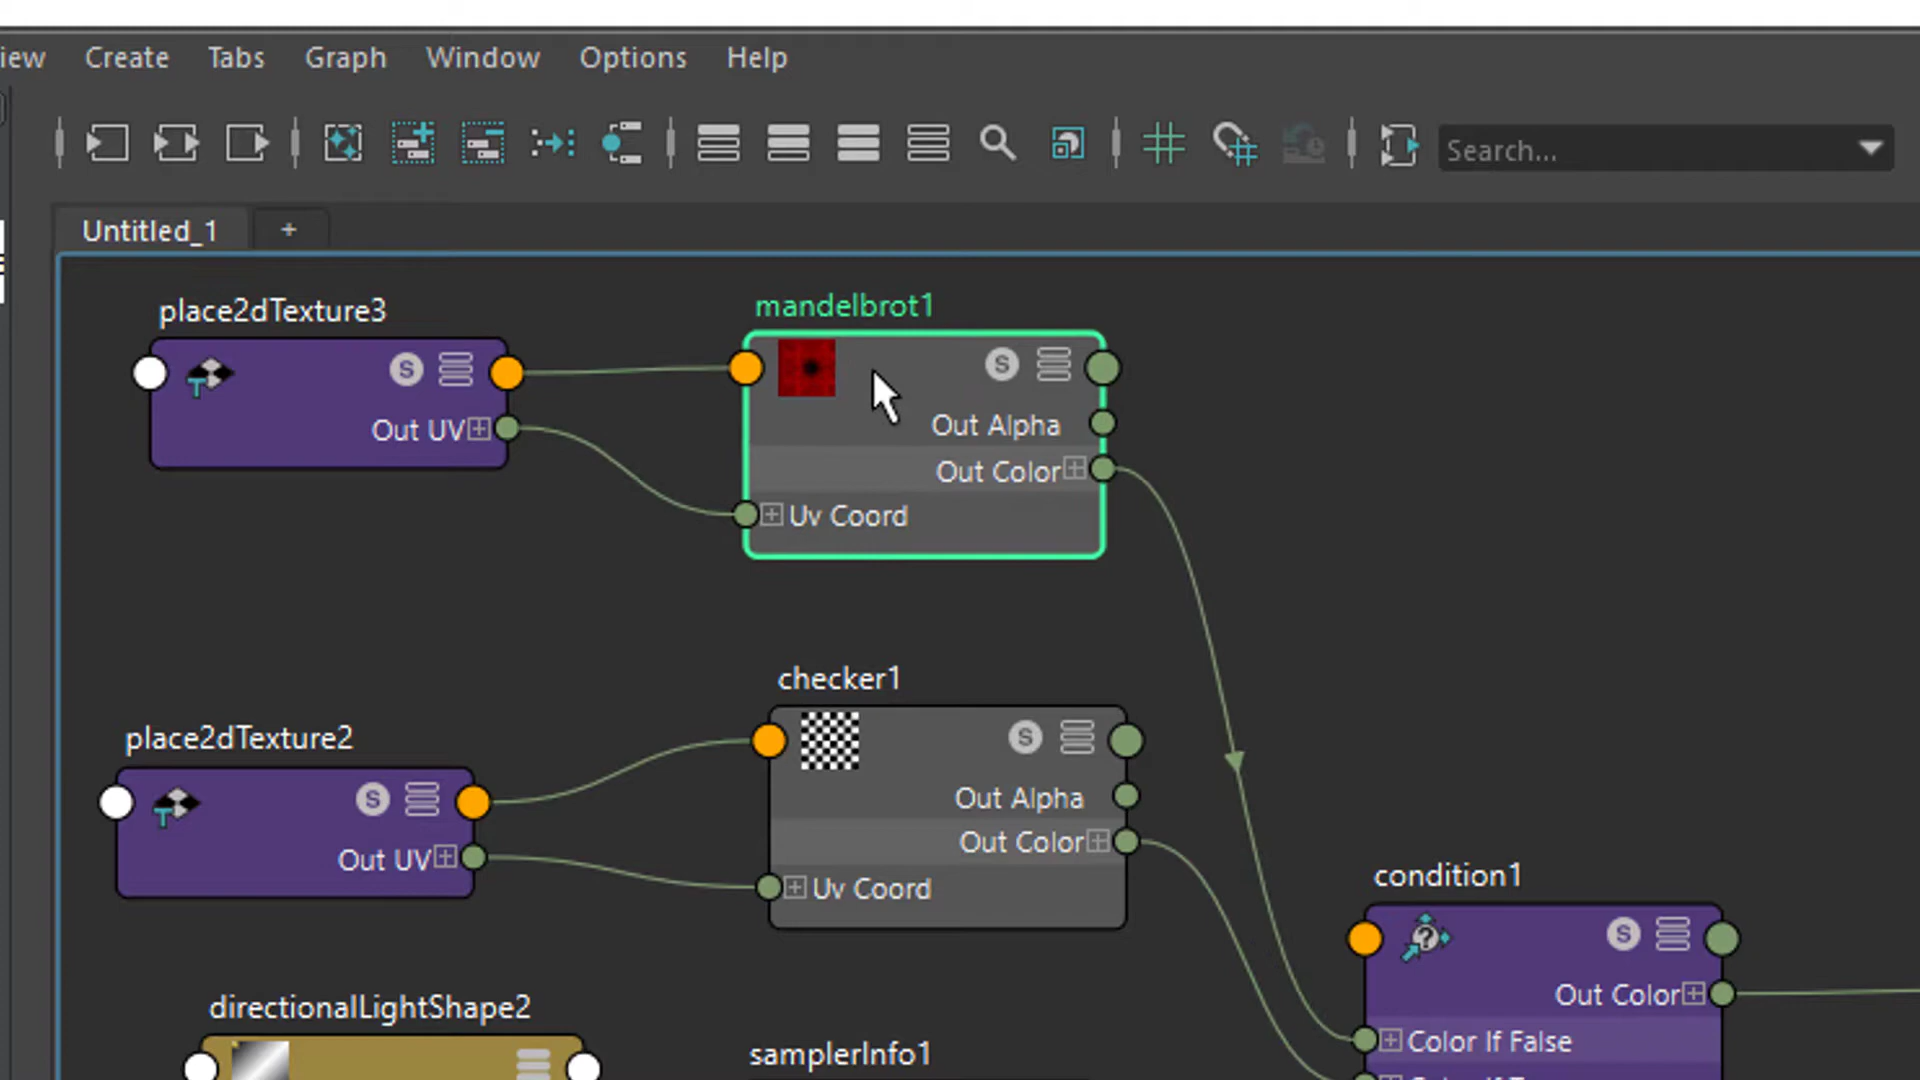 iew Create Tabs Graph Window Options Help
Search...
Untitled_1 +
place2dTexture3
S
Out UV
mandelbrot1
S
Out Alpha
Out Color
Uv Coord
place2dTexture2
S
Out UV
checker1
S
Out Alpha
Out Color
Uv Coord
condition1
S
Out Color
Color If False
directionalLightShape2
samplerInfo1